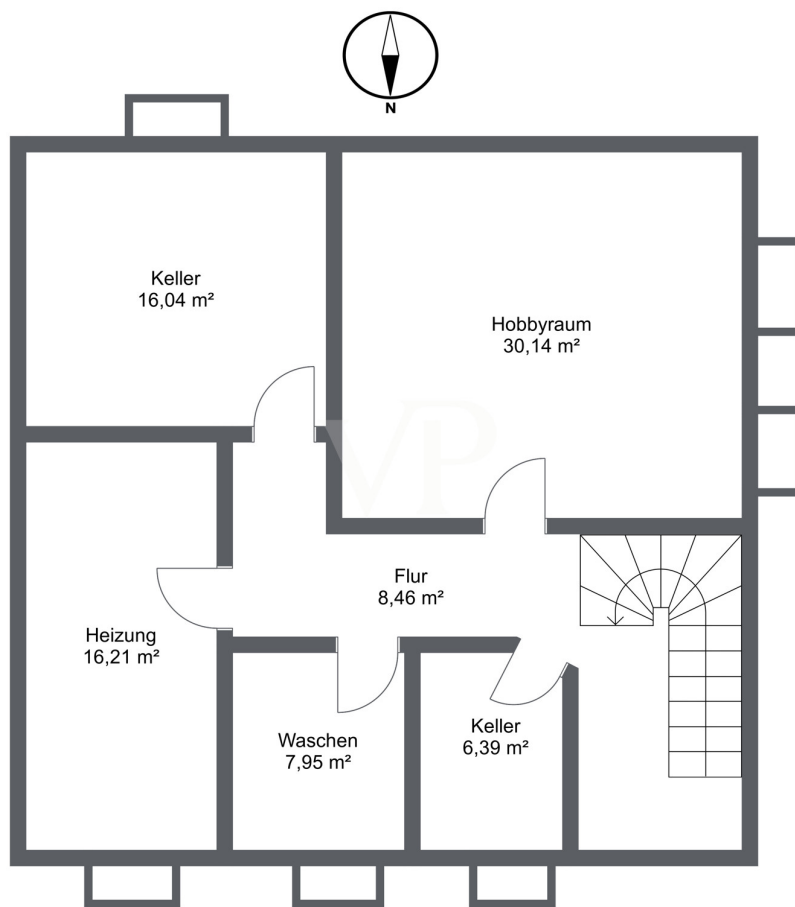 N
Keller
16,04 m²
Hobbyraum
30,14 m²
VP
Flur
8,46 m²
Heizung
16,21 m²
Waschen
7,95 m²
Keller
6,39 m²